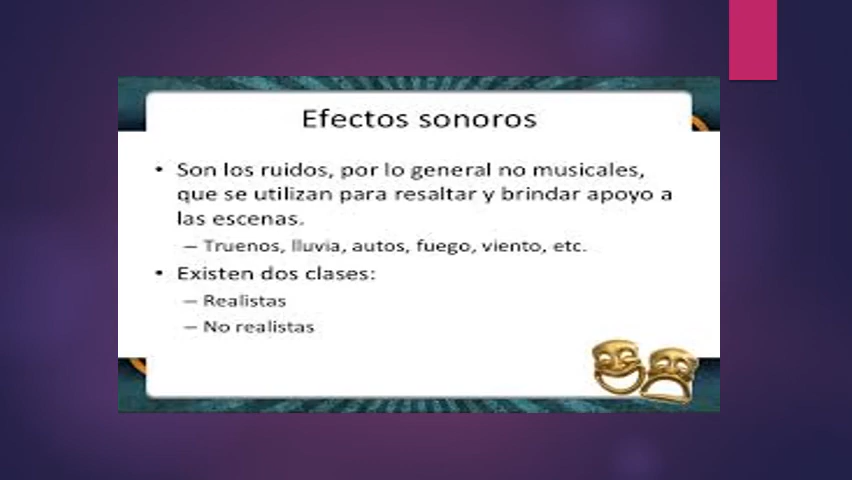 Efectos sonoros
• Son los ruidos, por lo general no musicales,
que se utilizan para resaltar y brindar apoyo a
las escenas.
– Truenos, lluvia, autos, fuego, viento, etc.
• Existen dos clases:
– Realistas
– No realistas